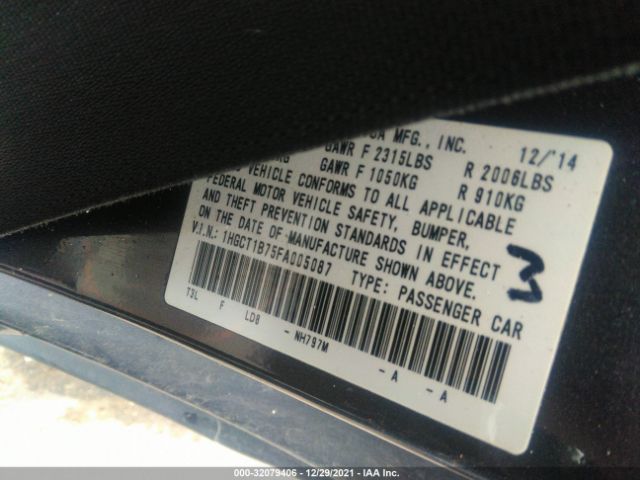 MFG., INC. 12/'14
GAWR F 2315LBS R 2006LBS
GAWR F 1050KG R 910KG
VEHICLE CONFORMS TO ALL APPLICABLE
FEDERAL MOTOR VEHICLE SAFETY, BUMPER,
AND THEFT PREVENTION STANDARDS IN EFFECT
ON THE DATE OF MANUFACTURE SHOWN ABOVE.
V.I.N.: 1HGCT1B75FA005087 TYPE: PASSENGER CAR
3
T3L F LDB - NH797M - A - A
000-32079406 - 12/29/2021 - IAA Inc.